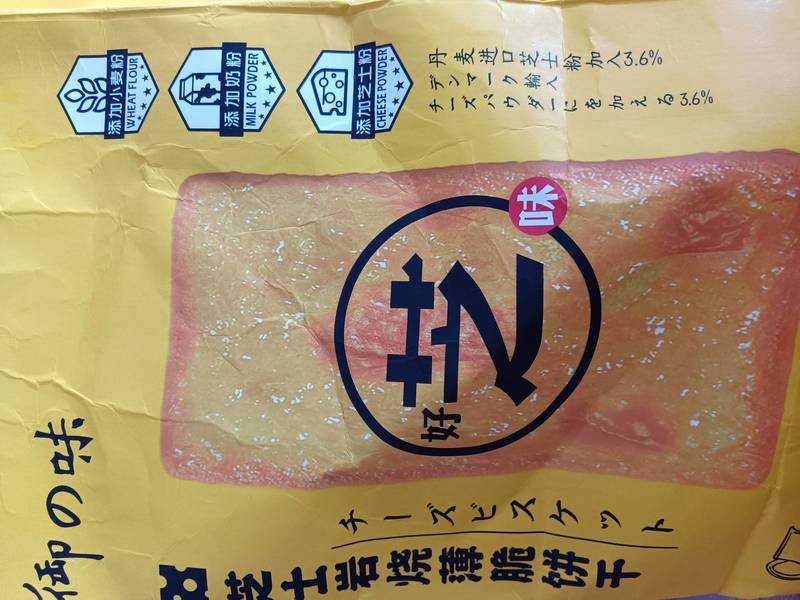 御の味
添加小麦粉
WHEAT FLOUR
添加奶粉
MILK POWDER
添加芝士粉
CHEESE POWDER
丹麦进口芝士粉加入3.6%
デンマーク輸入
チーズパウダーにを加える3.6%
好芝味
チーズビスケット
芝士岩烧薄脆饼干